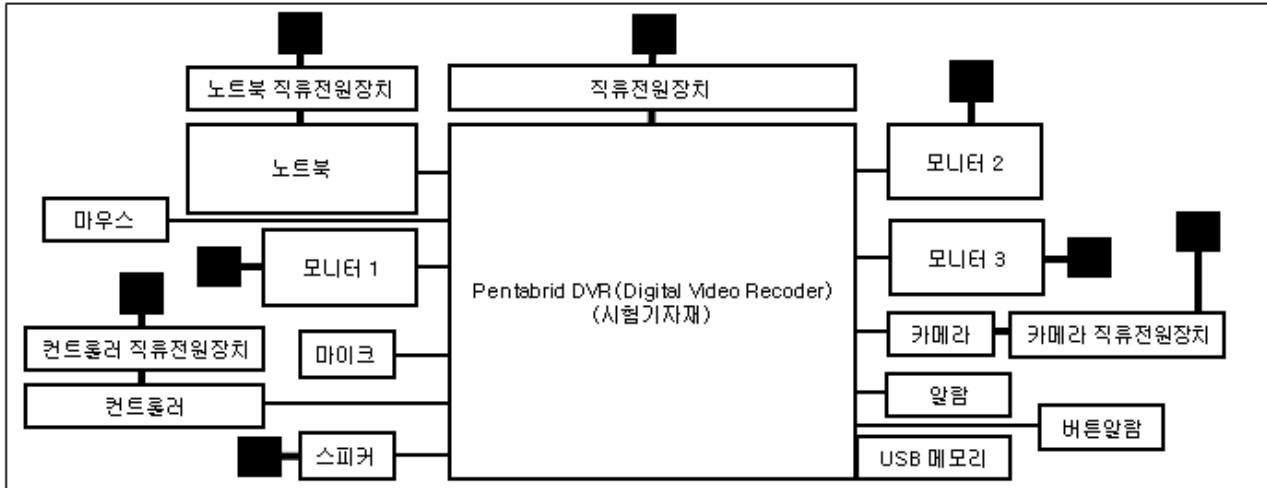 노트북 직류전원장치
직류전원장치
노트북
모니터 2
마우스
모니터 1
모니터 3
Pentabrid DVR(Digital Video Recoder)
(시험기자재)
컨트롤러 직류전원장치
마이크
카메라
카메라 직류전원장치
컨트롤러
알람
버튼알람
스피커
USB 메모리